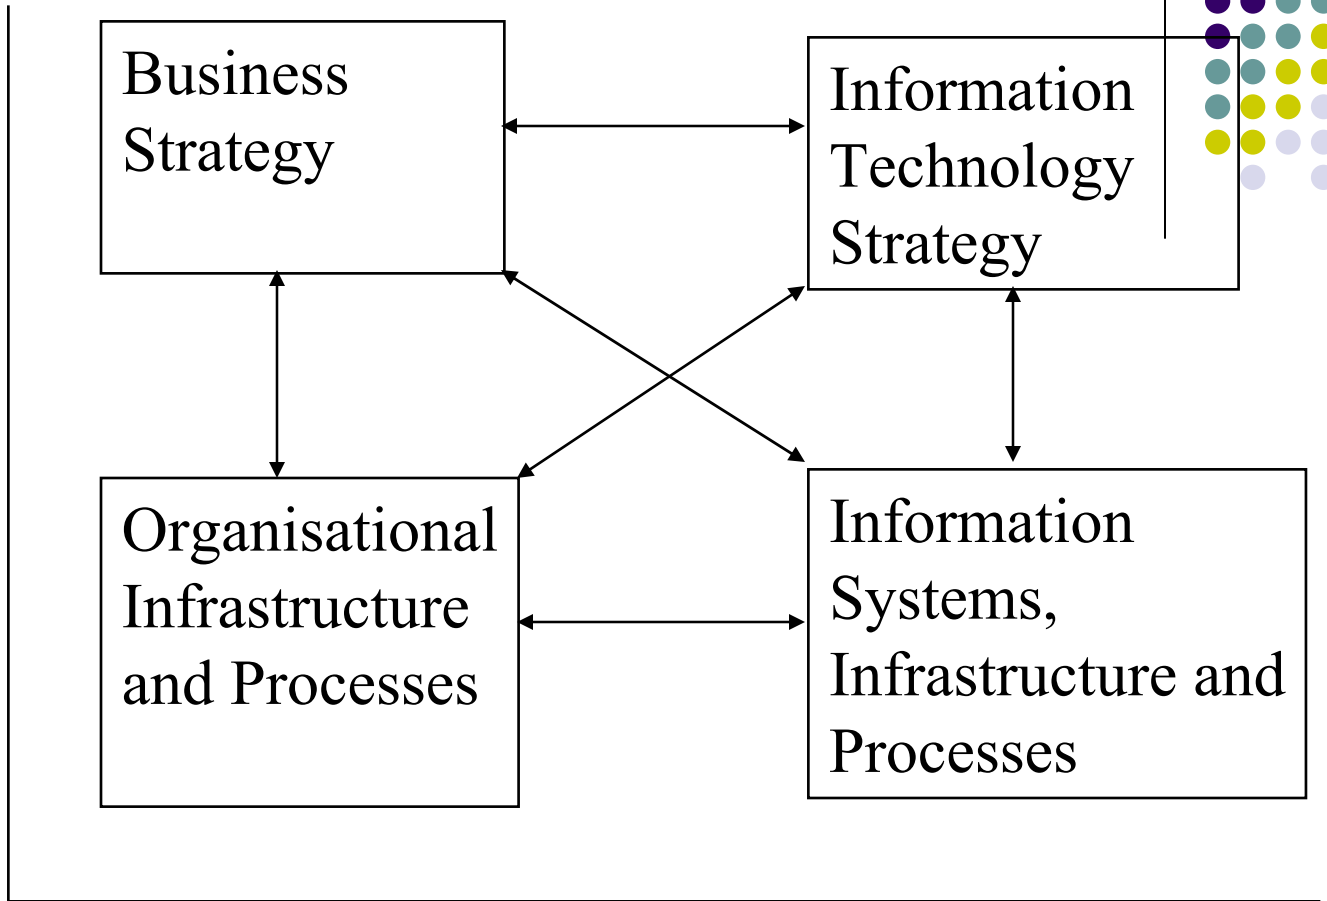 Business
Strategy
Information
Technology
Strategy
Organisational
Infrastructure
and Processes
Information
Systems,
Infrastructure and
Processes